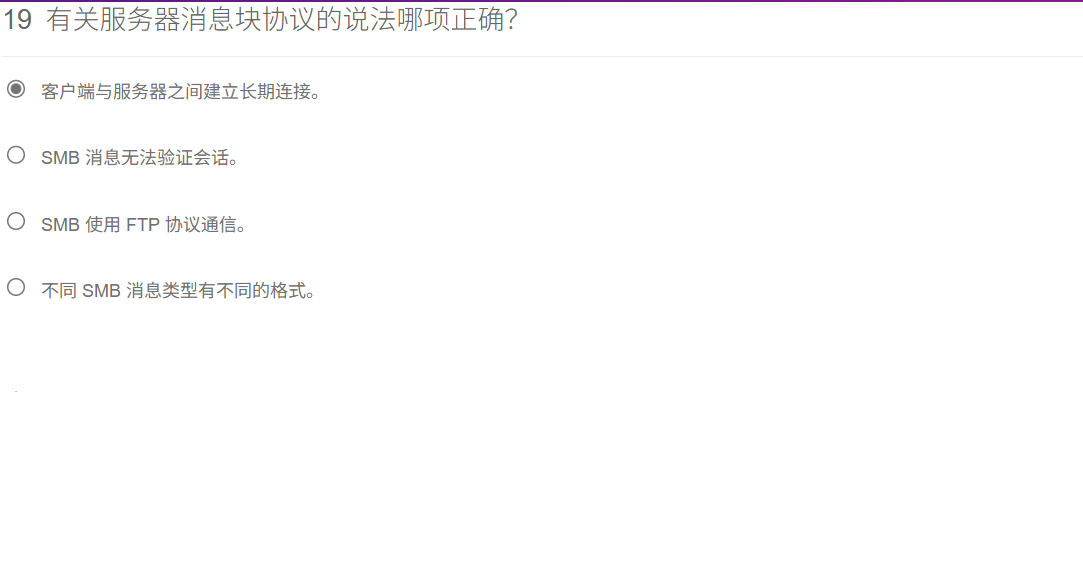 19 有关服务器消息块协议的说法哪项正确？
客户端与服务器之间建立长期连接。
SMB 消息无法验证会话。
SMB 使用 FTP 协议通信。
不同 SMB 消息类型有不同的格式。